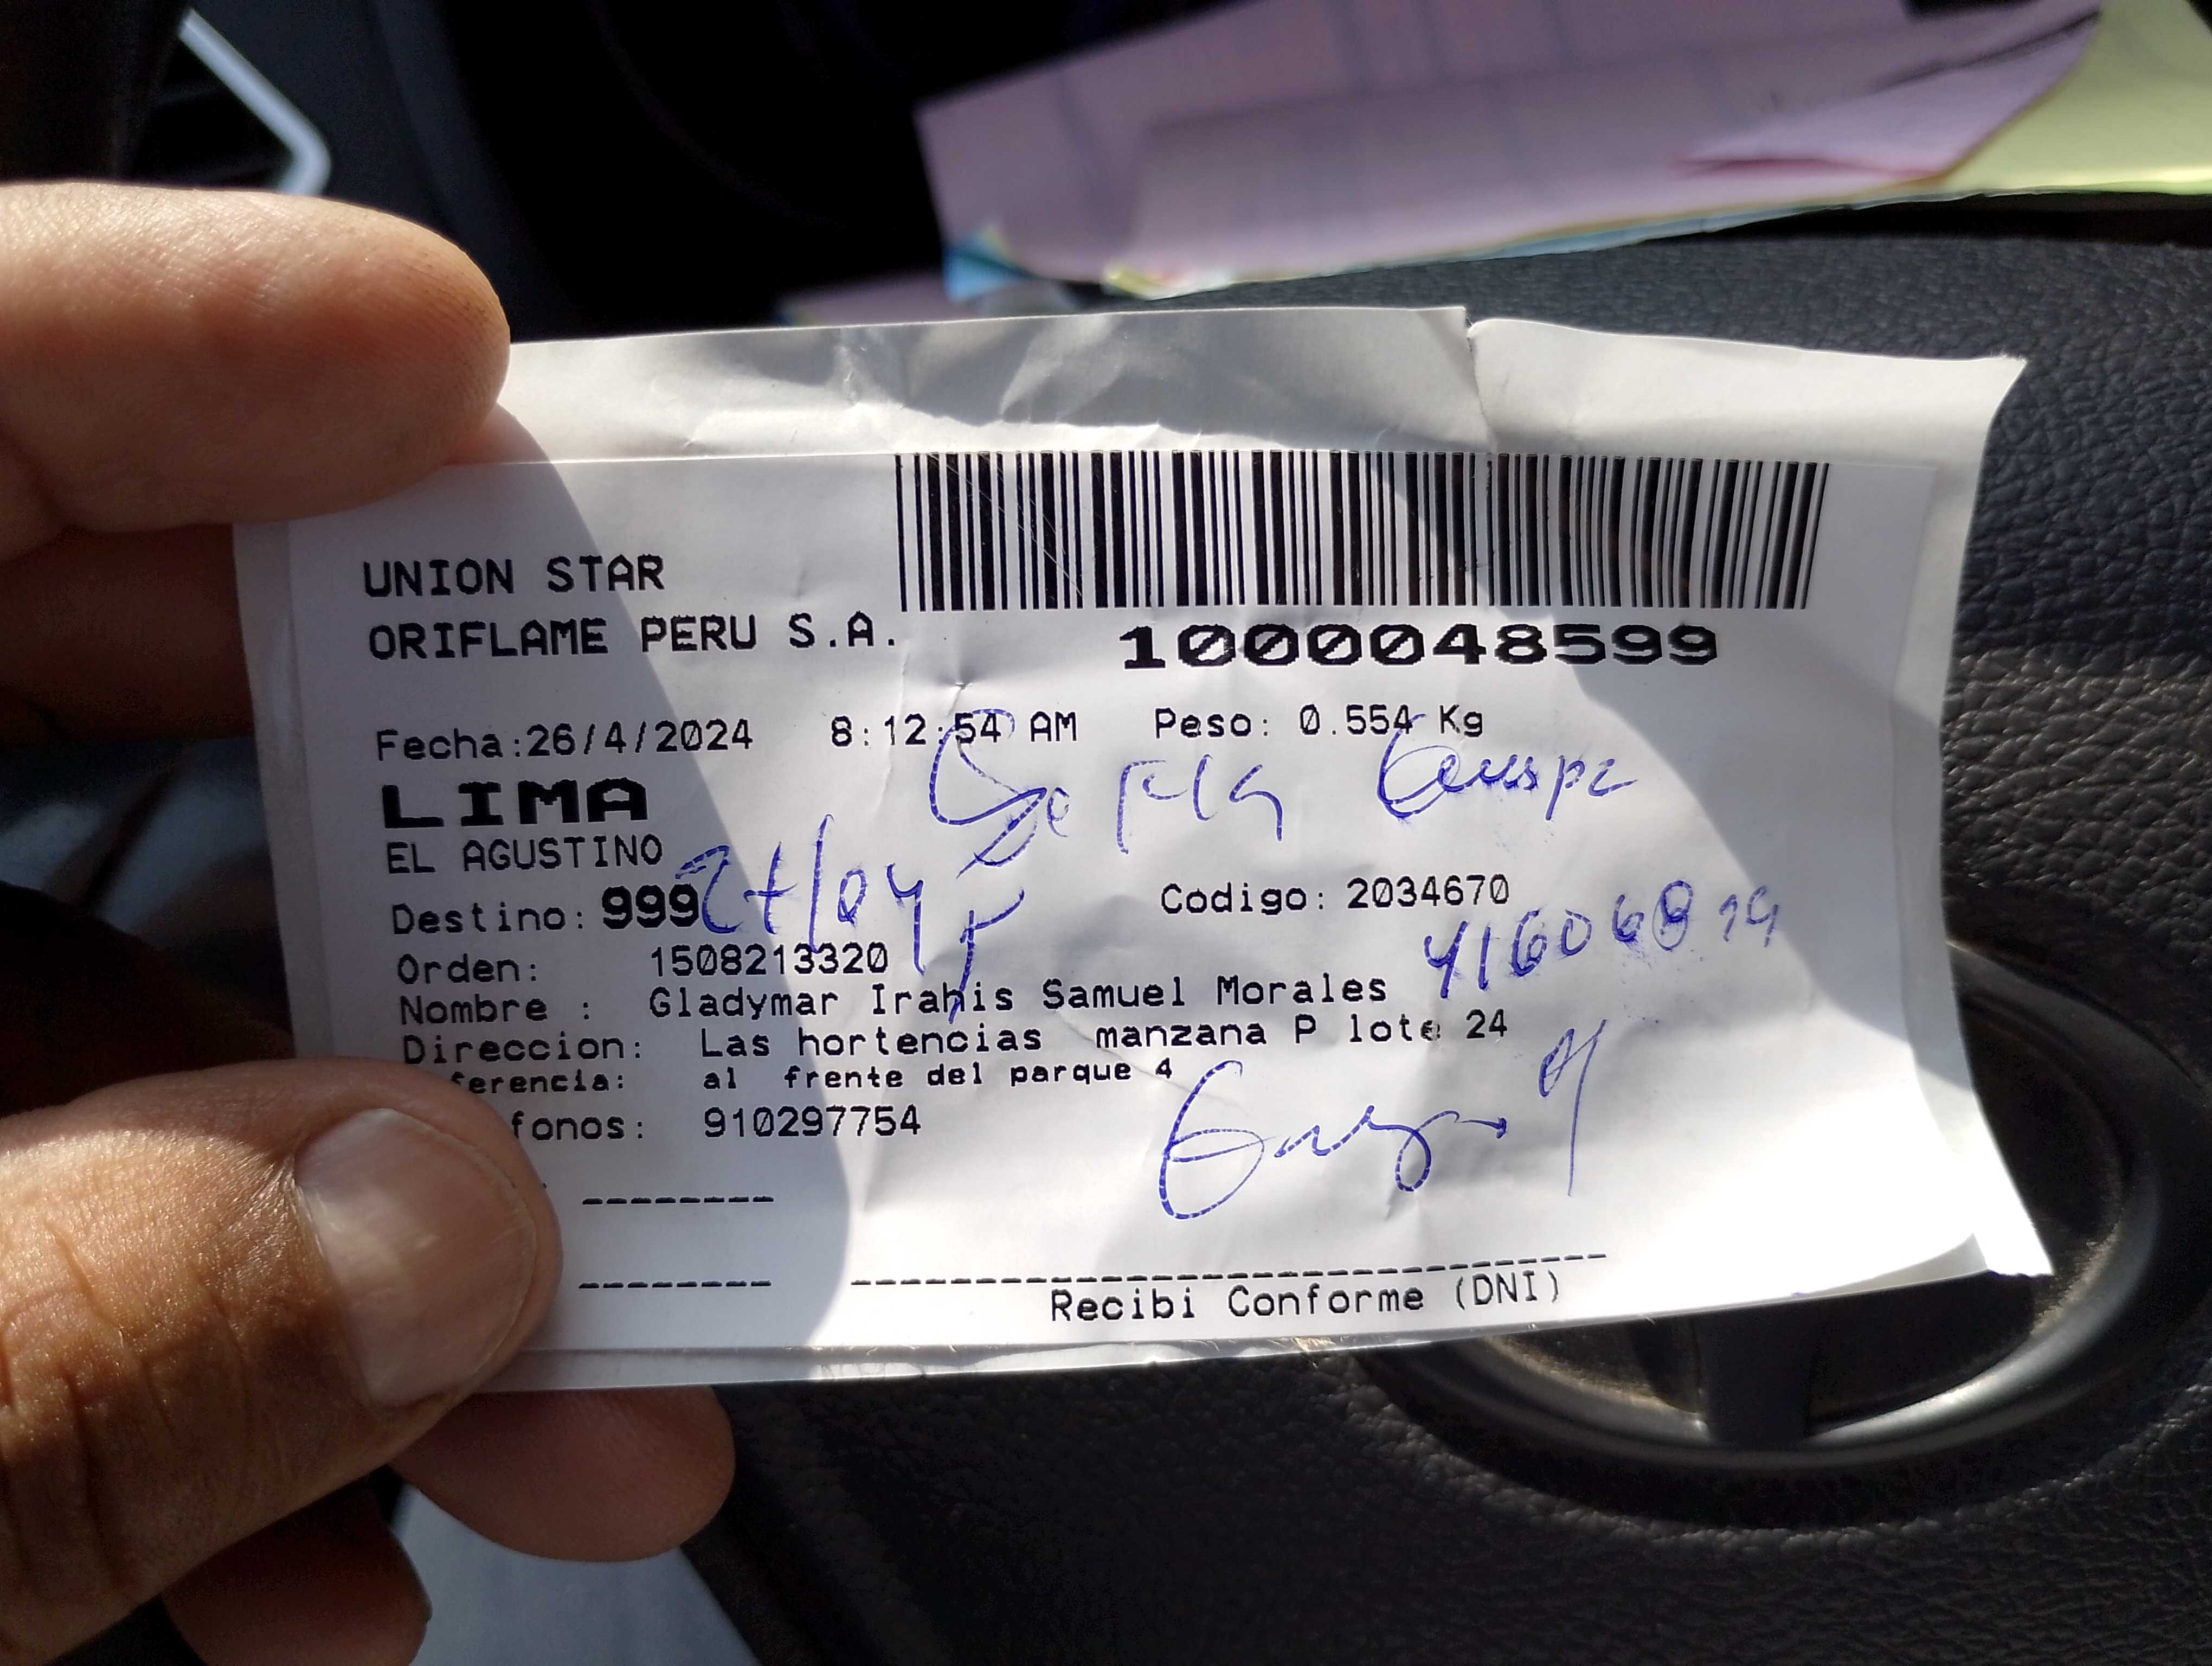 UNION STAR
ORIFLAME PERU S.A.
1000048599
Fecha:26/4/2024 8:12:54 AM Peso: 0.554 Kg
LIMA
EL AGUSTINO
Destino: 999 Codigo: 2034670
Orden: 1508213320
Nombre : Gladymar Irahis Samuel Morales
Direccion: Las hortencias manzana P lote 24
ferencia: al frente del parque 4
fonos: 910297754
Recibi Conforme (DNI)